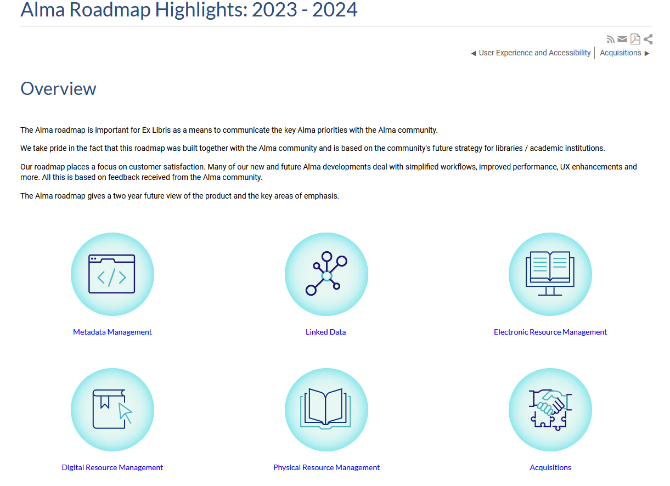 Alma Roadmap Highlights: 2023 - 2024
◄ User Experience and Accessibility | Acquisitions ►
Overview
The Alma roadmap is important for Ex Libris as a means to communicate the key Alma priorities with the Alma community.
We take pride in the fact that this roadmap was built together with the Alma community and is based on the community's future strategy for libraries / academic institutions.
Our roadmap places a focus on customer satisfaction. Many of our new and future Alma developments deal with simplified workflows, improved performance, UX enhancements and
more. All this is based on feedback received from the Alma community.
The Alma roadmap gives a two year future view of the product and the key areas of emphasis.
Metadata Management
Linked Data
Electronic Resource Management
Digital Resource Management
Physical Resource Management
Acquisitions